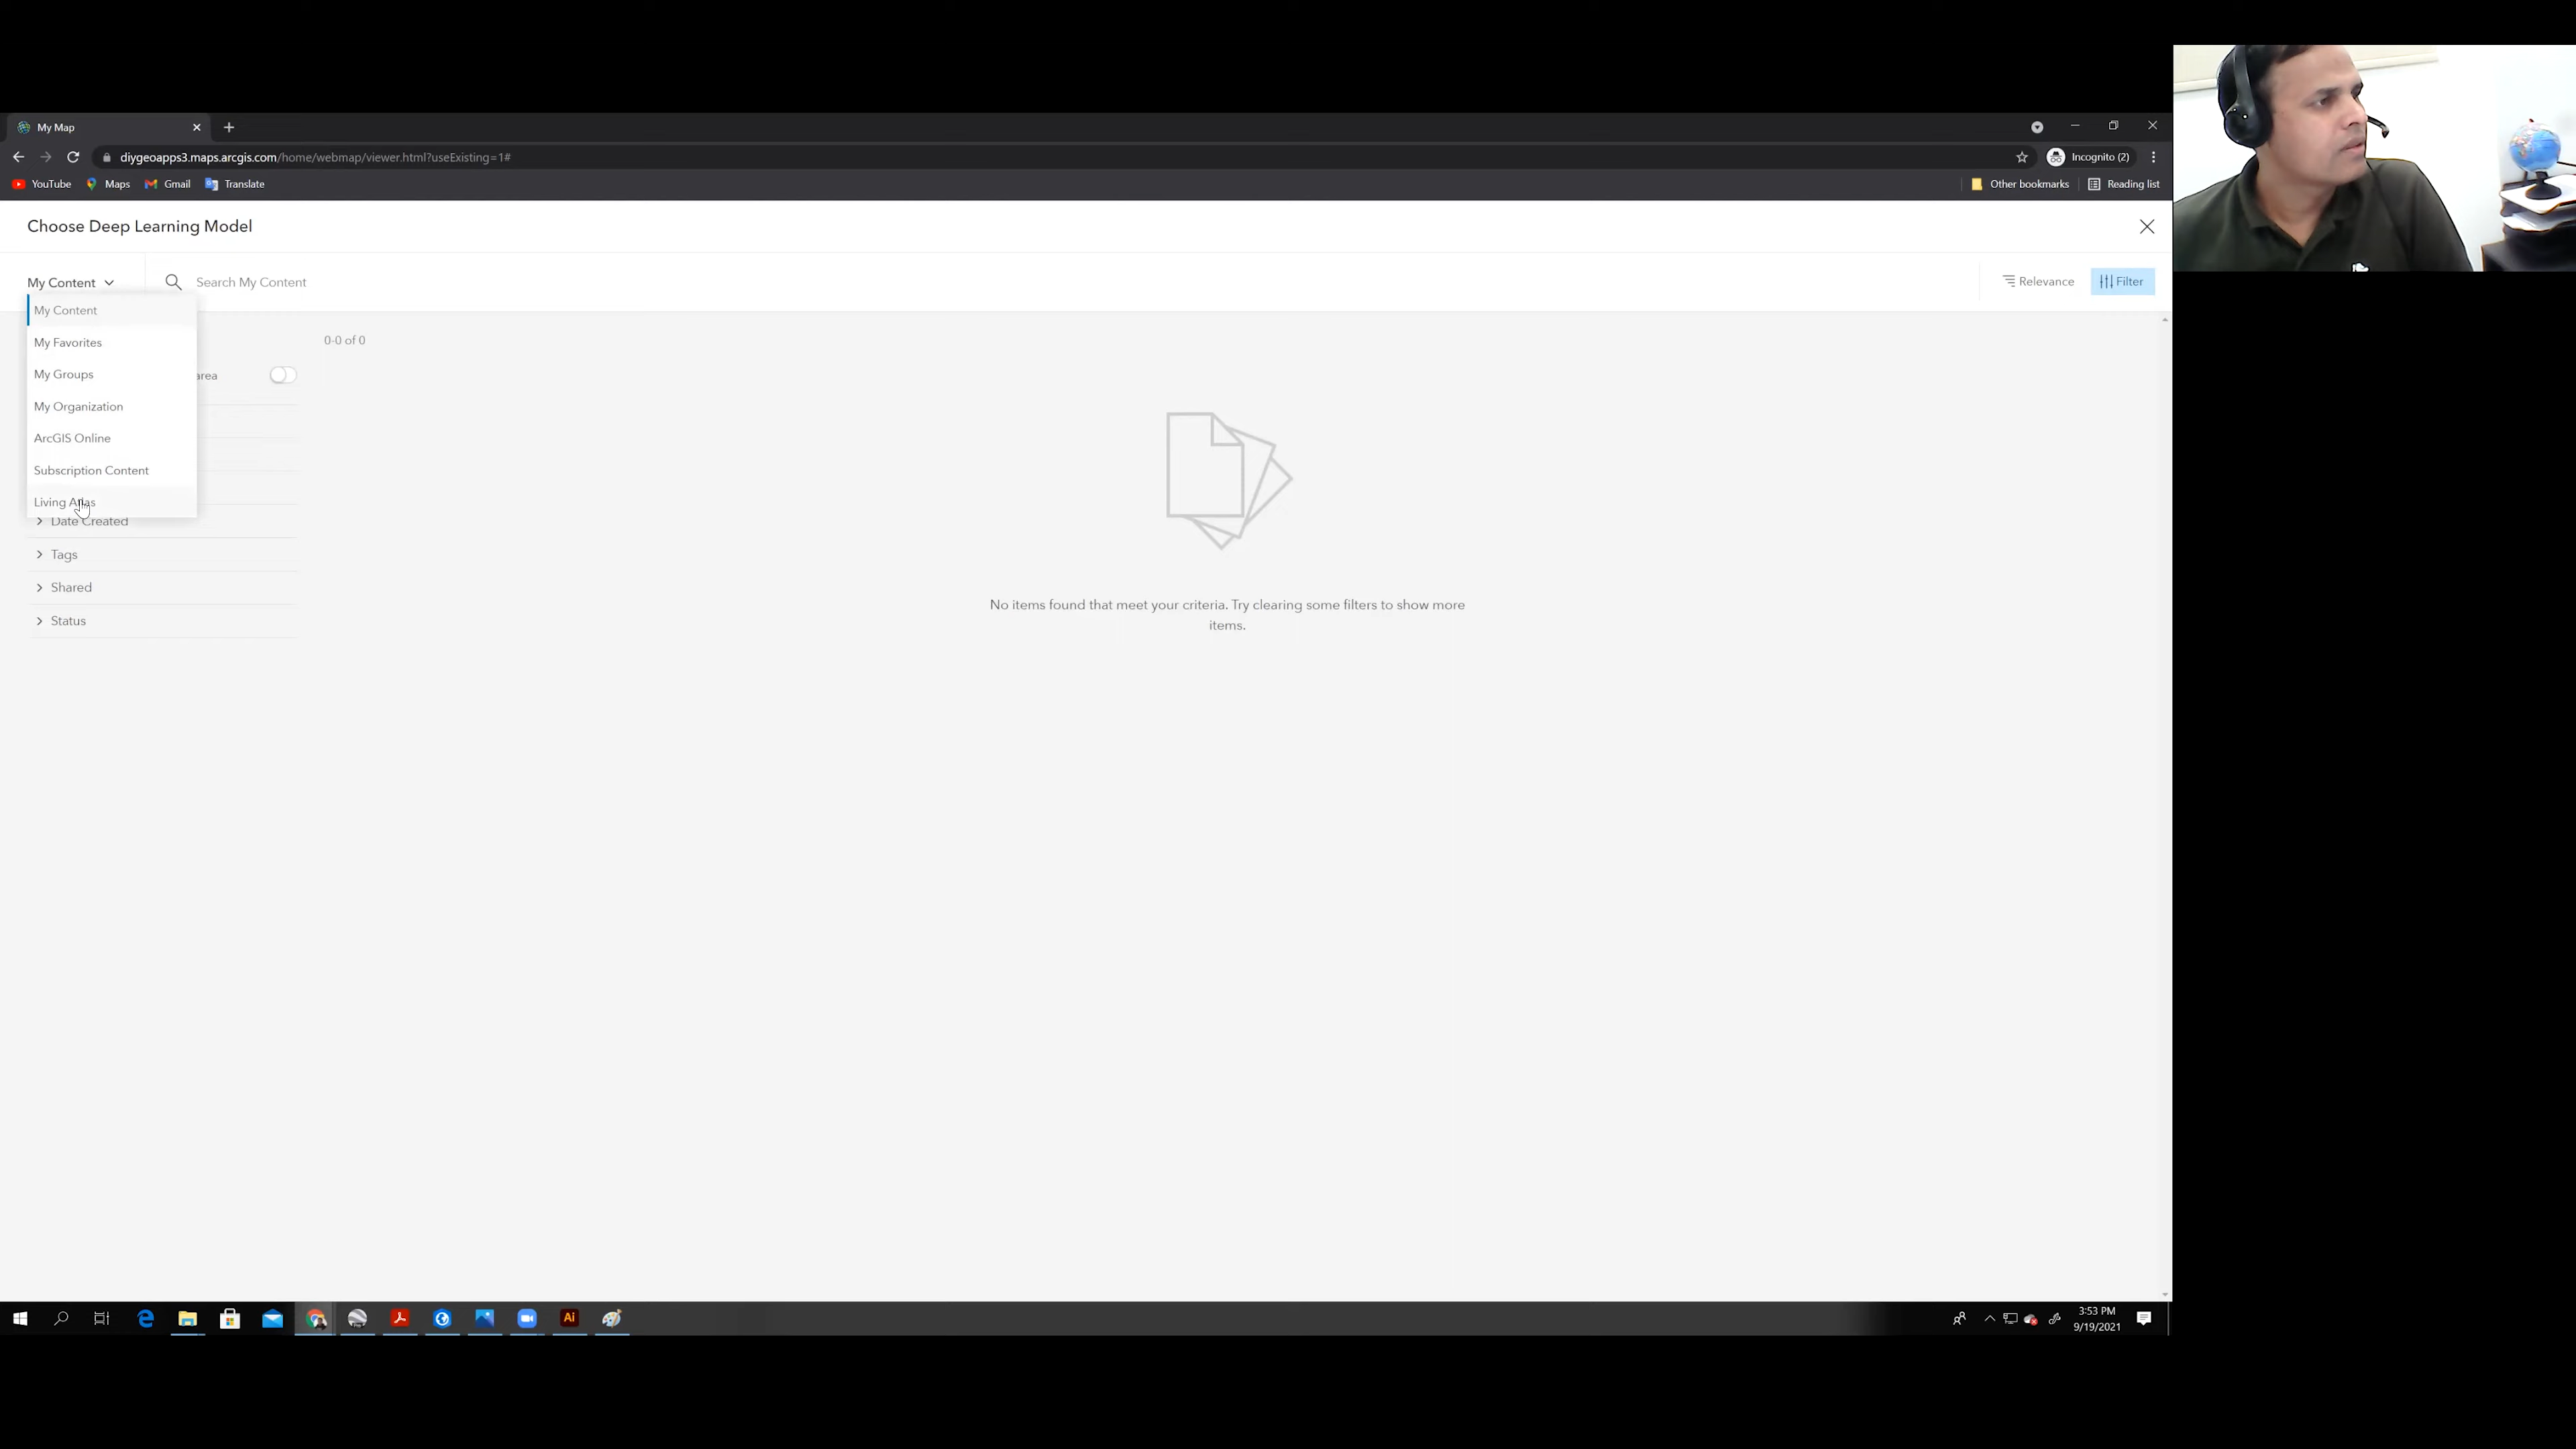 My Map
diygeoapps3.maps.arcgis.com/home/webmap/viewer.html?useExisting=1#
Incognito (2)
YouTube
Maps
Gmail
Translate
Other bookmarks
Reading list
Choose Deep Learning Model
My Content
Search My Content
Relevance
Filter
My Content
My Favorites
My Groups
My Organization
ArcGIS Online
Subscription Content
Living Atlas
area
Date Created
Tags
Shared
Status
0-0 of 0
No items found that meet your criteria. Try clearing some filters to show more
items.
Ai
3:53 PM
9/19/2021